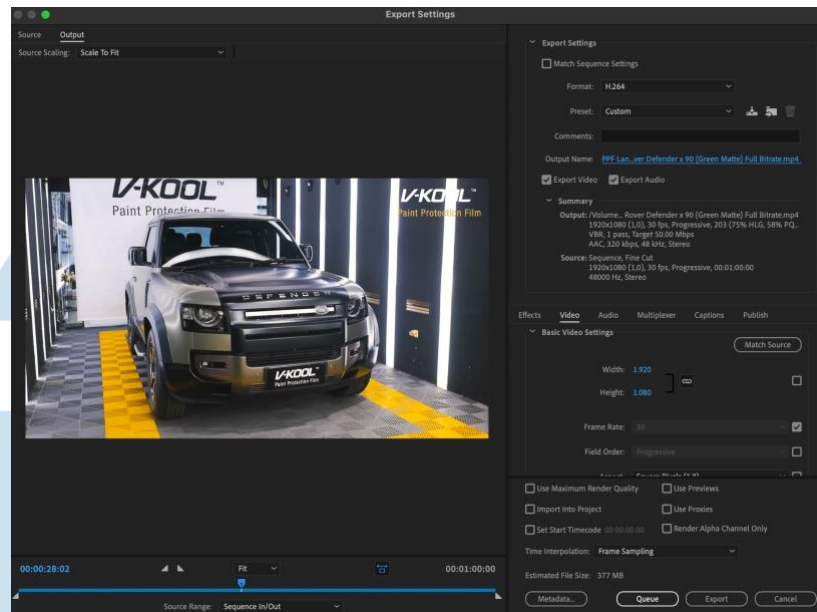 Export Settings
Source Output
Source Scaling: Scale To Fit
V-KOOL™
Paint Protection Film
V-KOOL™
Paint Protection Film
DEFENDER
V-KOOL™
Paint Protection Film
00:00:28:02 Fit 00:01:00:00
Source Range: Sequence In/Out
Export Settings
Match Sequence Settings
Format: H.264
Preset: Custom
Comments:
Output Name: PPF Lan..ver Defender x 90 (Green Matte) Full Bitrate.mp4
Export Video Export Audio
Summary
Output: /Volume... Rover Defender x 90 (Green Matte) Full Bitrate.mp4
1920x1080 (1,0), 30 fps, Progressive, 203 (75% HLG, 58% PQ...
VBR, 1 pass, Target 50.00 Mbps
AAC, 320 kbps, 48 kHz, Stereo
Source: Sequence, Fine Cut
1920x1080 (1,0), 30 fps, Progressive, 00:01:00:00
48000 Hz, Stereo
Effects Video Audio Multiplexer Captions Publish
Basic Video Settings
Match Source
Width: 1.920
Height: 1.080
Frame Rate: 30
Field Order: Progressive
Use Maximum Render Quality Use Previews
Import Into Project Use Proxies
Set Start Timecode 00:00:00:00 Render Alpha Channel Only
Time Interpolation: Frame Sampling
Estimated File Size: 377 MB
Metadata... Queue Export Cancel